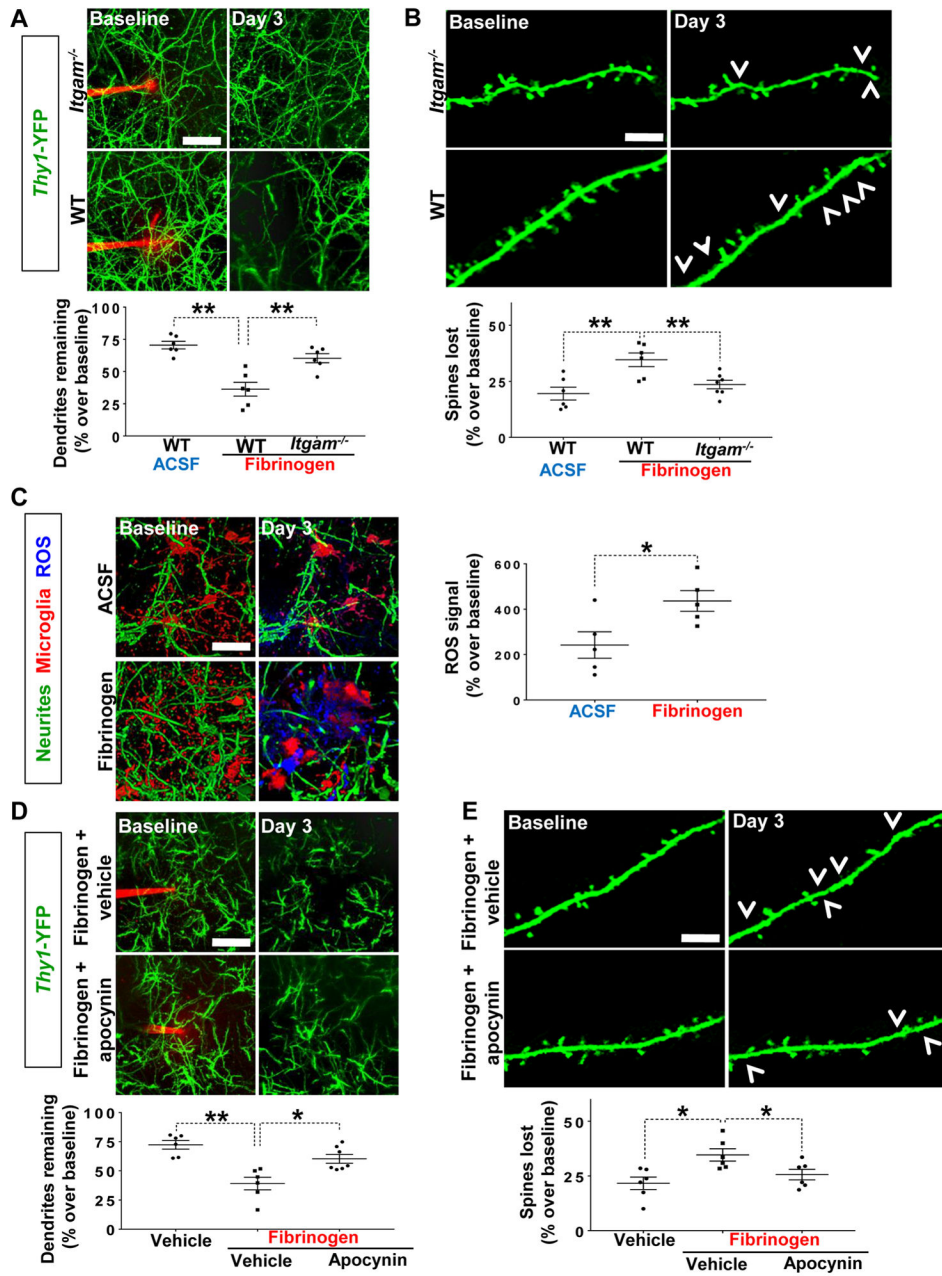 A
Baseline
Day 3
Thy1-YFP
Itgam-/-
WT
Dendrites remaining
(% over baseline)
100
75
50
25
0
**
**
WT
WT
Itgam-/-
ACSF
Fibrinogen
B
Baseline
Day 3
Itgam-/-
WT
Spines lost
(% over baseline)
50
25
0
**
**
WT
WT
Itgam-/-
ACSF
Fibrinogen
C
Neurites Microglia ROS
Baseline
Day 3
ACSF
Fibrinogen
ROS signal
(% over baseline)
600
400
200
0
*
ACSF
Fibrinogen
D
Thy1-YFP
Baseline
Day 3
Fibrinogen +
vehicle
Fibrinogen +
apocynin
Dendrites remaining
(% over baseline)
100
75
50
25
0
**
*
Vehicle
Fibrinogen
Vehicle
Apocynin
E
Baseline
Day 3
Fibrinogen +
vehicle
Fibrinogen +
apocynin
Spines lost
(% over baseline)
50
25
0
*
*
Vehicle
Fibrinogen
Vehicle
Apocynin